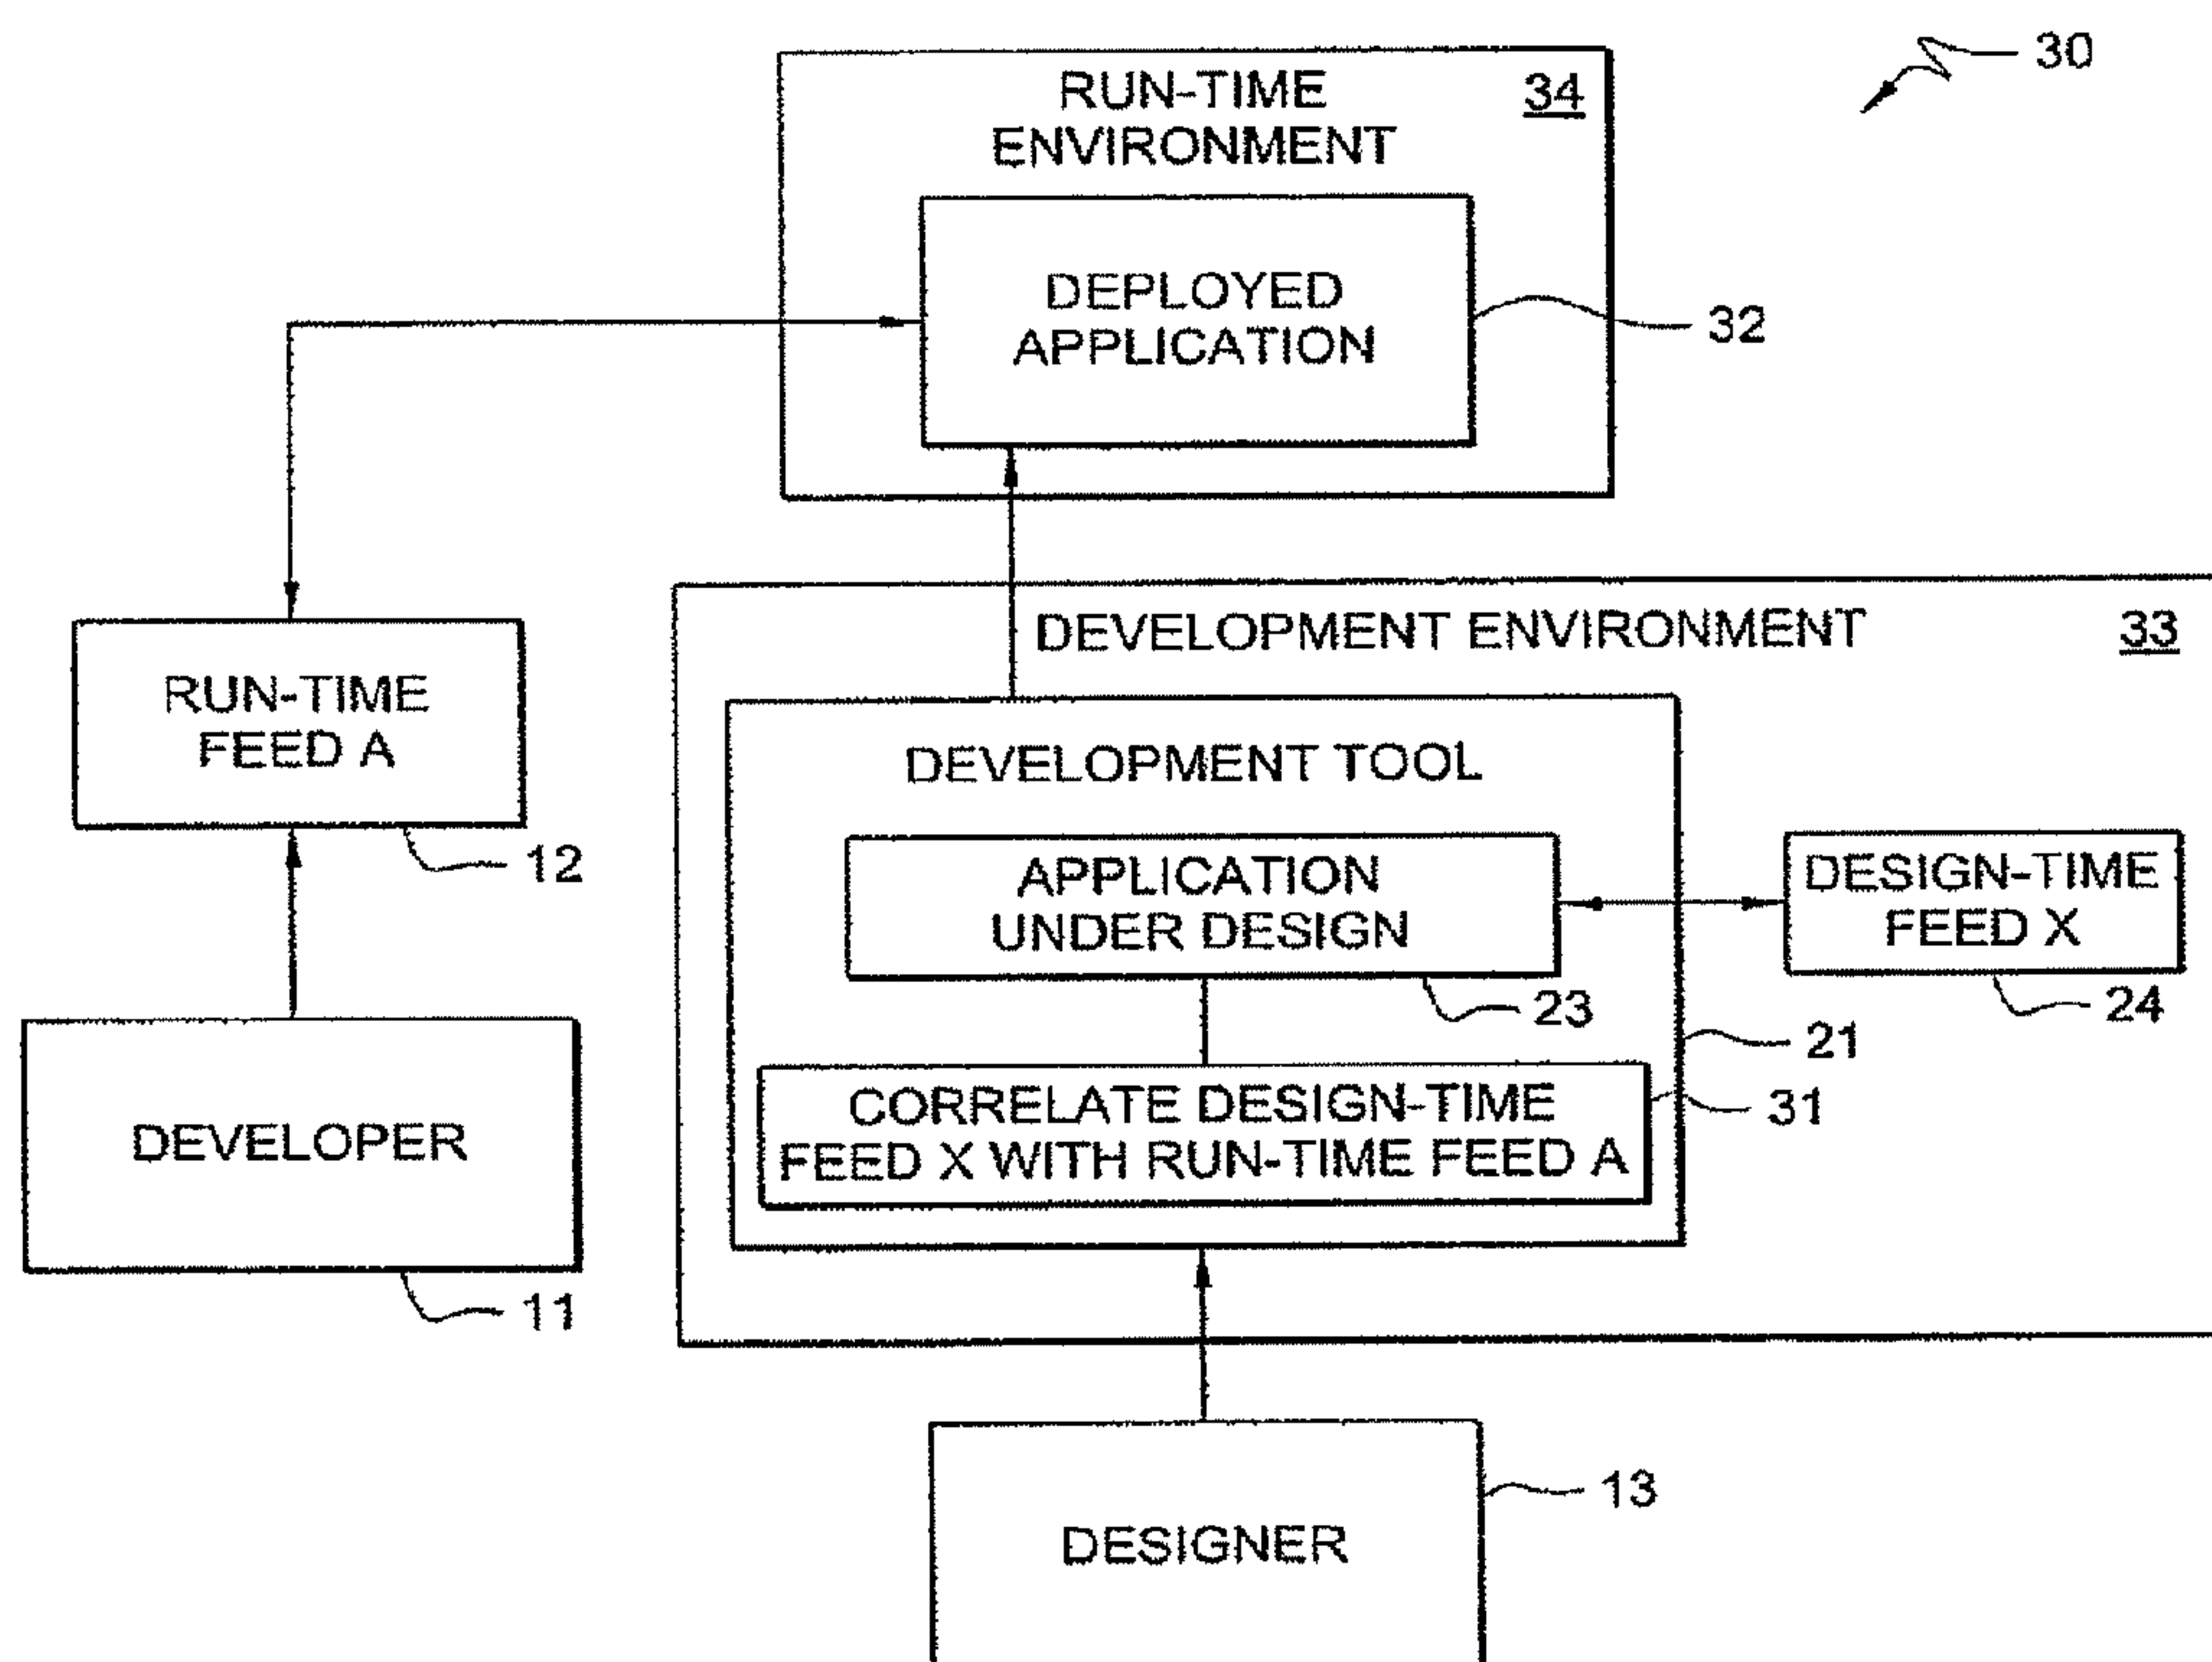 30
RUN-TIME
ENVIRONMENT
34
DEPLOYED
APPLICATION
32
RUN-TIME
FEED A
12
DEVELOPER
11
DEVELOPMENT ENVIRONMENT
33
DEVELOPMENT TOOL
APPLICATION
UNDER DESIGN
23
DESIGN-TIME
FEED X
24
21
CORRELATE DESIGN-TIME
FEED X WITH RUN-TIME FEED A
31
DESIGNER
13